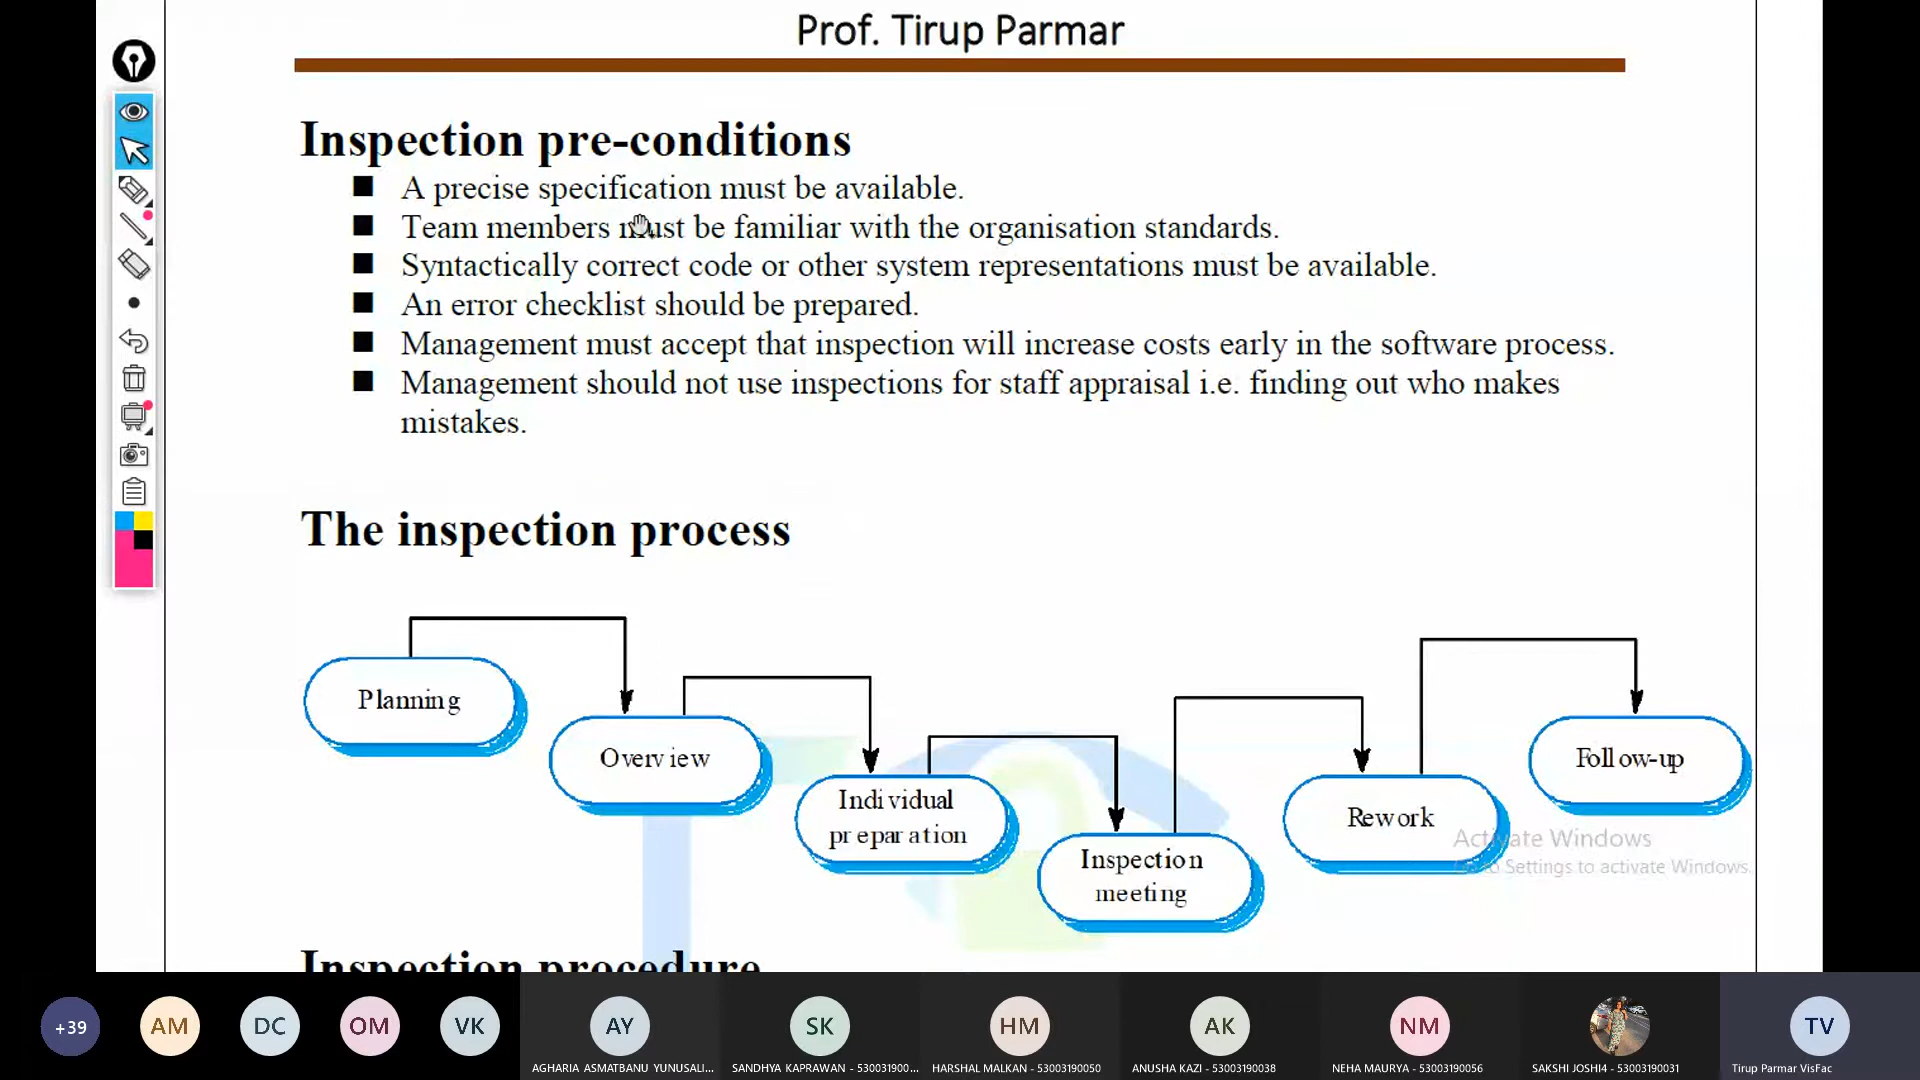 Prof. Tirup Parmar
Inspection pre-conditions
A precise specification must be available.
Team members must be familiar with the organisation standards.
Syntactically correct code or other system representations must be available.
An error checklist should be prepared.
Management must accept that inspection will increase costs early in the software process.
Management should not use inspections for staff appraisal i.e. finding out who makes
mistakes.
The inspection process
Planning
Overview
Individual
preparation
Inspection
meeting
Rework
Follow-up
Activate Windows
Go to Settings to activate Windows.
Inspection procedure
+39
AM
DC
OM
VK
AY
SK
HM
AK
NM
TV
AGHARIA ASMATBANU YUNUSALI...
SANDHYA KAPRAWAN - 530031900...
HARSHAL MALKAN - 53003190050
ANUSHA KAZI - 53003190038
NEHA MAURYA - 53003190056
SAKSHI JOSHI4 - 53003190031
Tirup Parmar VisFac